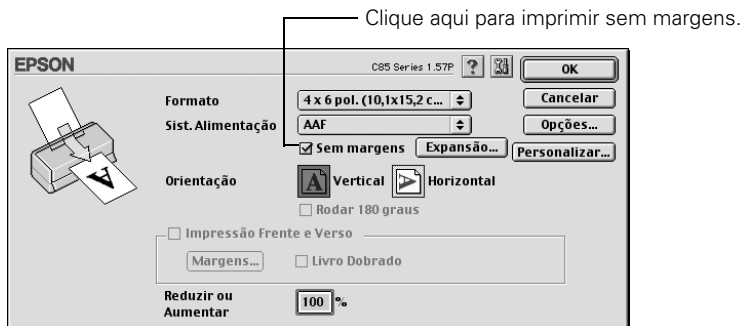 Clique aqui para imprimir sem margens.
EPSON C85 Series 1.57P ? OK
Formato 4 x 6 pol. (10,1x15,2 c... Cancelar
Sist. Alimentação AAF Opções...
Sem margens Expansão... Personalizar...
Orientação A Vertical A Horizontal
Rodar 180 graus
Impressão Frente e Verso
Margens... Livro Dobrado
Reduzir ou
Aumentar 100 %